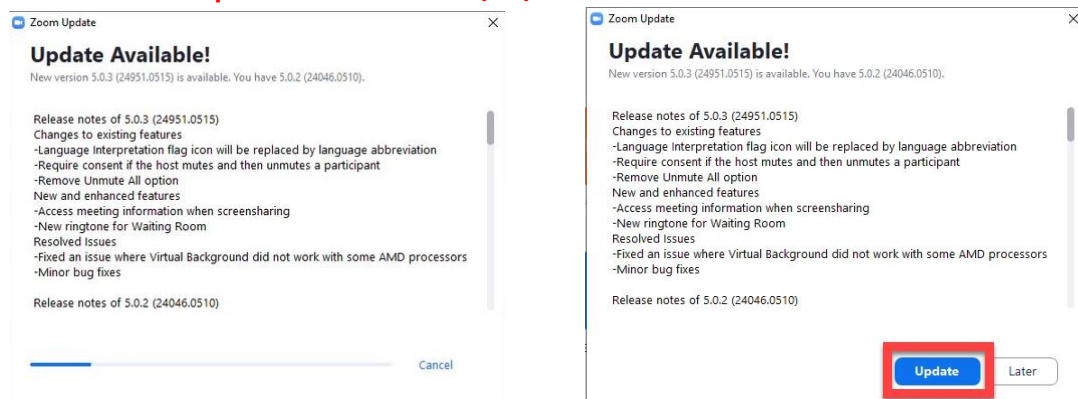 Zoom Update
Update Available!
New version 5.0.3 (24951.0515) is available. You have 5.0.2 (24046.0510).
Release notes of 5.0.3 (24951.0515)
Changes to existing features
-Language Interpretation flag icon will be replaced by language abbreviation
-Require consent if the host mutes and then unmutes a participant
-Remove Unmute All option
New and enhanced features
-Access meeting information when screensharing
-New ringtone for Waiting Room
Resolved Issues
-Fixed an issue where Virtual Background did not work with some AMD processors
-Minor bug fixes
Release notes of 5.0.2 (24046.0510)
Cancel
Zoom Update
Update Available!
New version 5.0.3 (24951.0515) is available. You have 5.0.2 (24046.0510).
Release notes of 5.0.3 (24951.0515)
Changes to existing features
-Language Interpretation flag icon will be replaced by language abbreviation
-Require consent if the host mutes and then unmutes a participant
-Remove Unmute All option
New and enhanced features
-Access meeting information when screensharing
-New ringtone for Waiting Room
Resolved Issues
-Fixed an issue where Virtual Background did not work with some AMD processors
-Minor bug fixes
Release notes of 5.0.2 (24046.0510)
Update Later